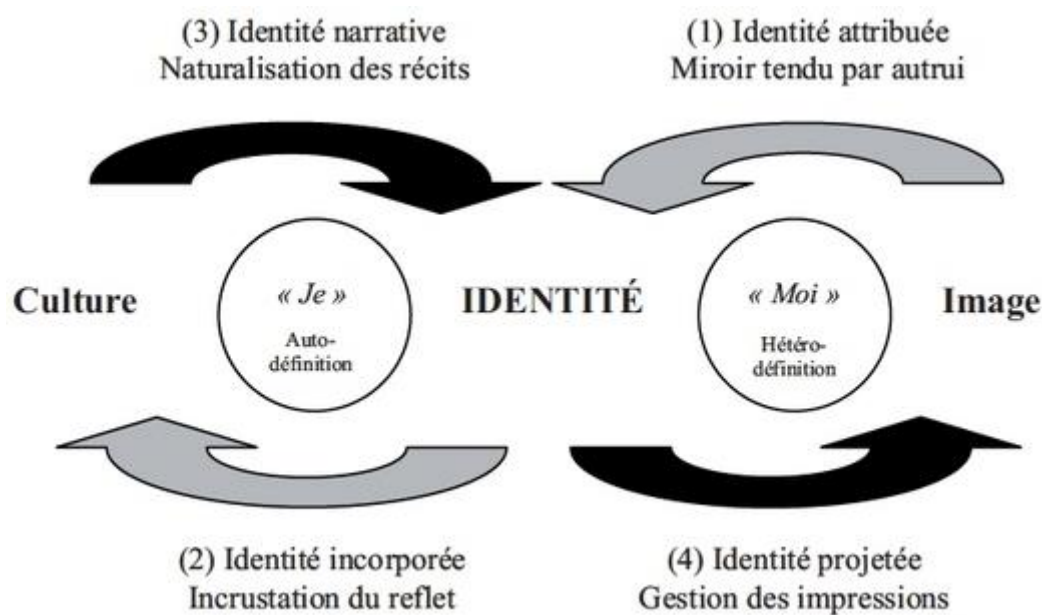 (3) Identité narrative
Naturalisation des récits
(1) Identité attribuée
Miroir tendu par autrui
Culture
« Je »
Auto-
définition
IDENTITÉ
« Moi »
Hétéro-
définition
Image
(2) Identité incorporée
Incrustation du reflet
(4) Identité projetée
Gestion des impressions